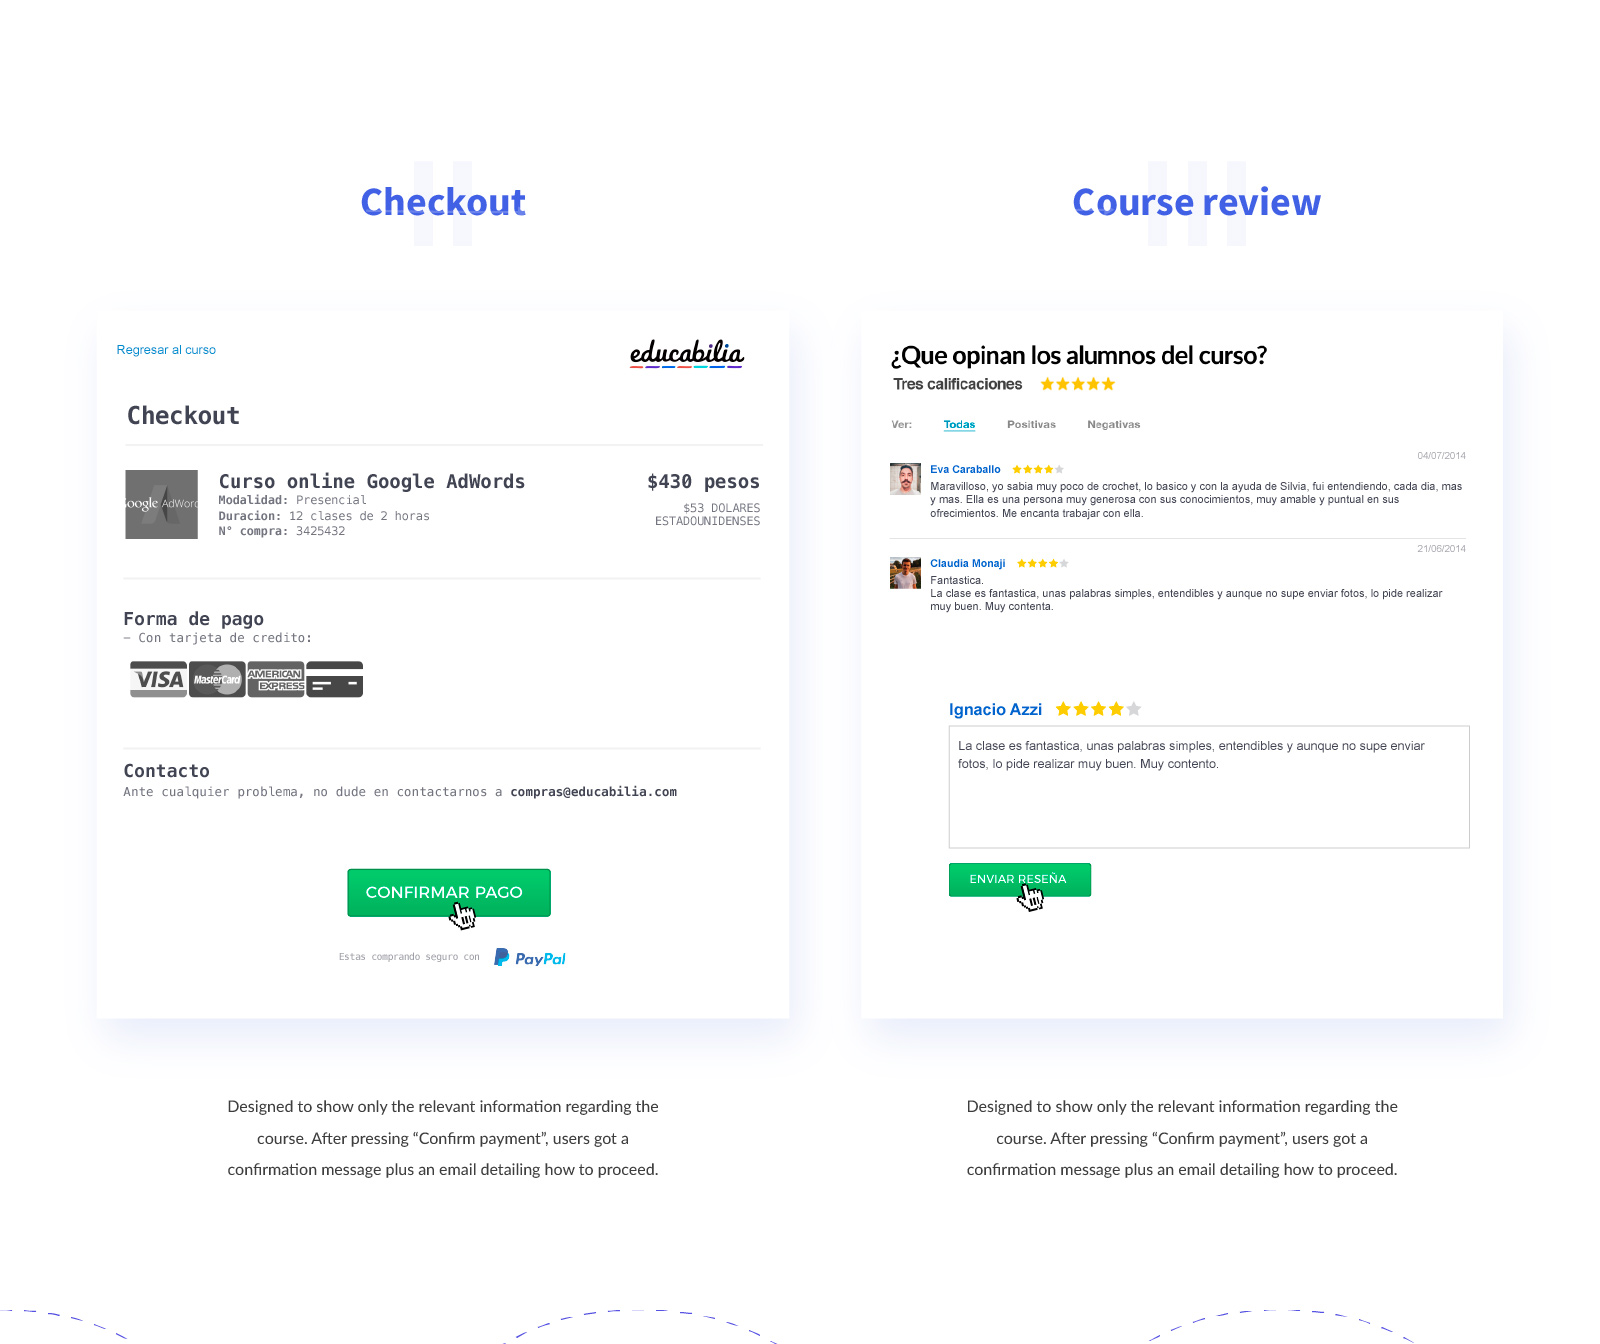 Checkout
Regresar al curso
educabilia
Checkout
Google AdWords
Curso online Google AdWords
Modalidad: Presencial
Duracion: 12 clases de 2 horas
N° compra: 3425432
$430 pesos
$53 DOLARES
ESTADOUNIDENSES
Forma de pago
– Con tarjeta de credito:
VISA
MasterCard
AMERICAN
EXPRESS
Contacto
Ante cualquier problema, no dude en contactarnos a compras@educabilia.com
CONFIRMAR PAGO
Estas comprando seguro con PayPal
Designed to show only the relevant information regarding the
course. After pressing “Confirm payment”, users got a
confirmation message plus an email detailing how to proceed.
Course review
¿Que opinan los alumnos del curso?
Tres calificaciones
Ver: Todas Positivas Negativas
04/07/2014
Eva Caraballo
Maravilloso, yo sabia muy poco de crochet, lo basico y con la ayuda de Silvia, fui entendiendo, cada dia, mas
y mas. Ella es una persona muy generosa con sus conocimientos, muy amable y puntual en sus
ofrecimientos. Me encanta trabajar con ella.
21/06/2014
Claudia Monaji
Fantastica.
La clase es fantastica, unas palabras simples, entendibles y aunque no supe enviar fotos, lo pide realizar
muy buen. Muy contenta.
Ignacio Azzi
La clase es fantastica, unas palabras simples, entendibles y aunque no supe enviar
fotos, lo pide realizar muy buen. Muy contento.
ENVIAR RESEÑA
Designed to show only the relevant information regarding the
course. After pressing “Confirm payment”, users got a
confirmation message plus an email detailing how to proceed.